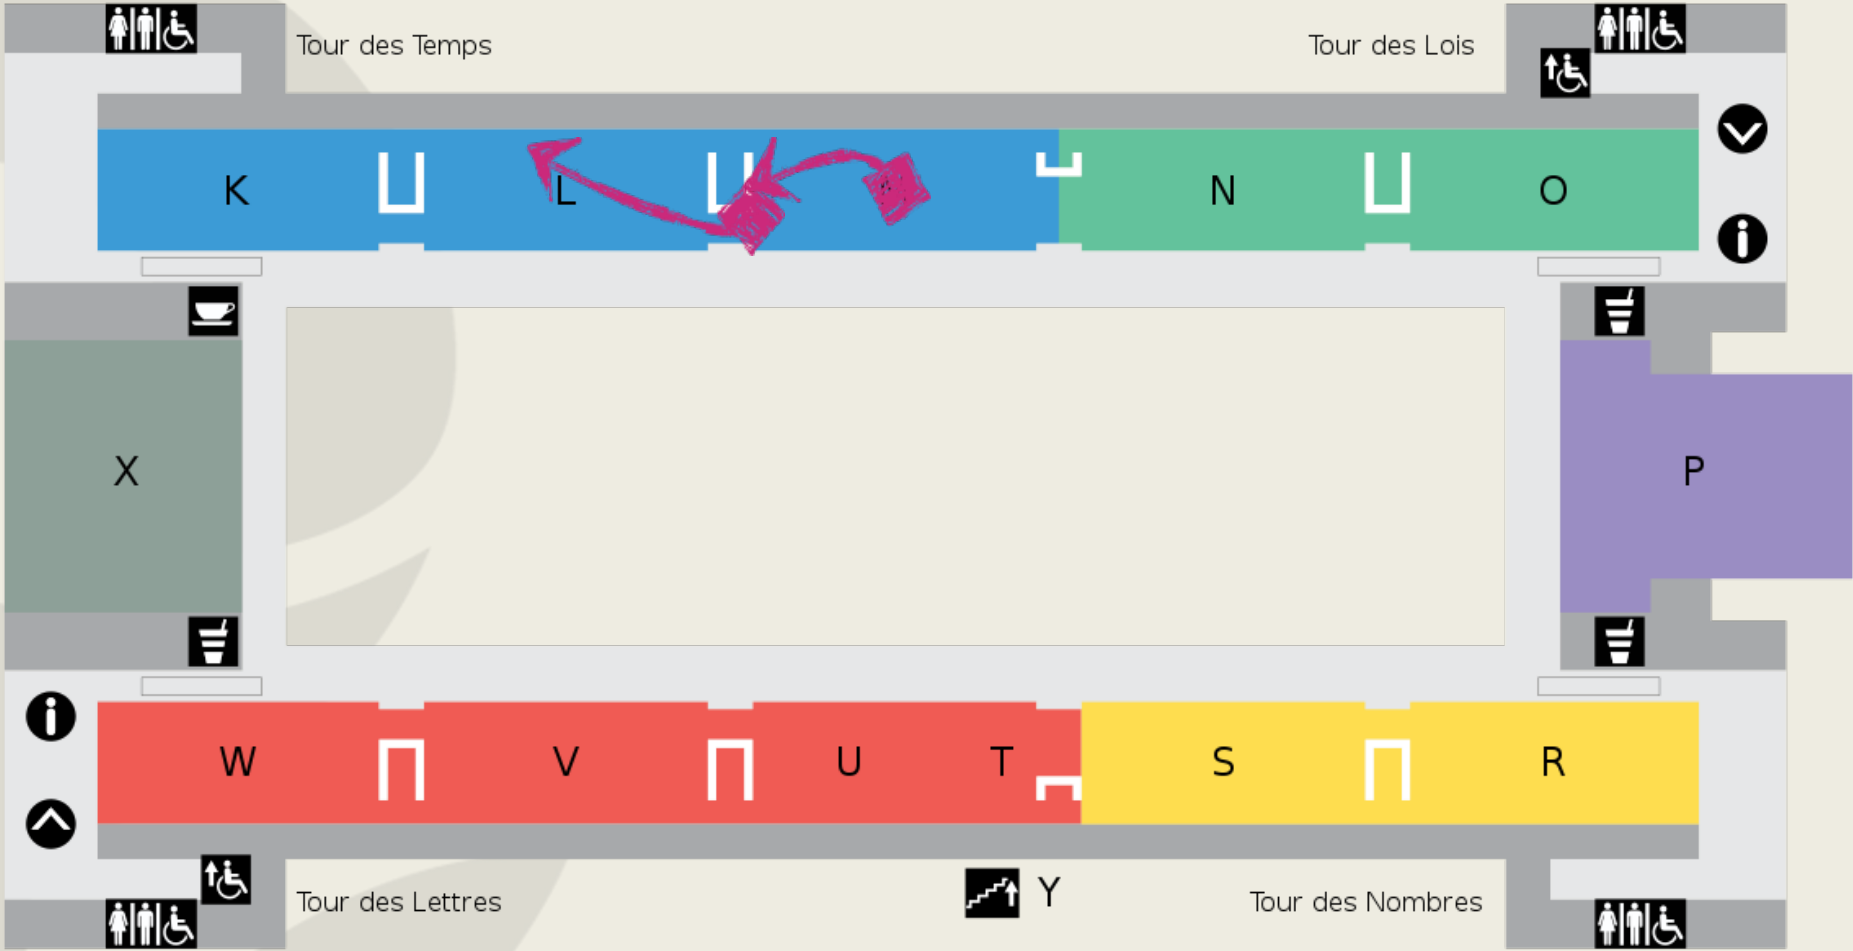 Tour des Temps
Tour des Lois
K
L
N
O
X
P
W
V
U
T
S
R
Tour des Lettres
Y
Tour des Nombres